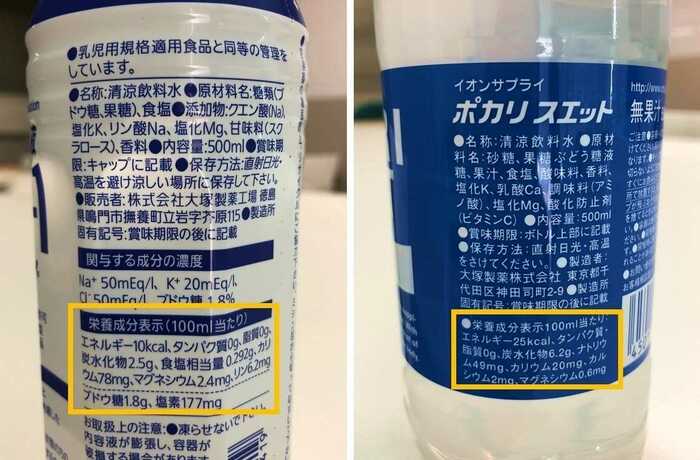 ●乳児用規格適用食品と同等の管理を
しています。
●名称:清涼飲料水 ●原材料名:糖類(ブ
ドウ糖、果糖)、食塩●添加物:クエン酸(Na)、
塩化K、リン酸Na、塩化Mg、甘味料(スク
ラロース)、香料●内容量:500ml●賞味期
限:キャップに記載 ●保存方法:直射日光・
高温を避け涼しい場所に保存して下さい。
●販売者:株式会社大塚製薬工場 徳島
県鳴門市撫養町立岩字芥原115●製造所
固有記号:賞味期限の後に記載
関与する成分の濃度
Na⁺ 50mEq/l、K⁺ 20mEq/l、
Cl⁻ 50mEq/l、ブドウ糖 1.8%
栄養成分表示(100ml当たり)
エネルギー10kcal、タンパク質0g、脂質0g、
炭水化物2.5g、食塩相当量0.292g、カリ
ウム78mg、マグネシウム2.4mg、リン6.2mg
ブドウ糖1.8g、塩素177mg
お取扱上の注意:●凍らせないで下さい。
内容液が膨張し、容器が
イオンサプライ
ポカリ スエット
●名称:清涼飲料水 ●原材
料名:砂糖、果糖ぶどう糖液
糖、果汁、食塩、酸味料、香料、
塩化K、乳酸Ca、調味料(アミ
ノ酸)、塩化Mg、酸化防止剤
(ビタミンC) ●内容量:500ml
●賞味期限:ボトル上部に記載
●保存方法:直射日光・高温
をさけてください。●製造者:
大塚製薬株式会社 東京都千
代田区神田司町2-9 ●製造所
固有記号:賞味期限の後に記載
●栄養成分表示100ml当たり、
エネルギー25kcal、タンパク質・
脂質0g、炭水化物6.2g、ナトリウ
ム49mg、カリウム20mg、カル
シウム2mg、マグネシウム0.6mg
http://www.
無果汁